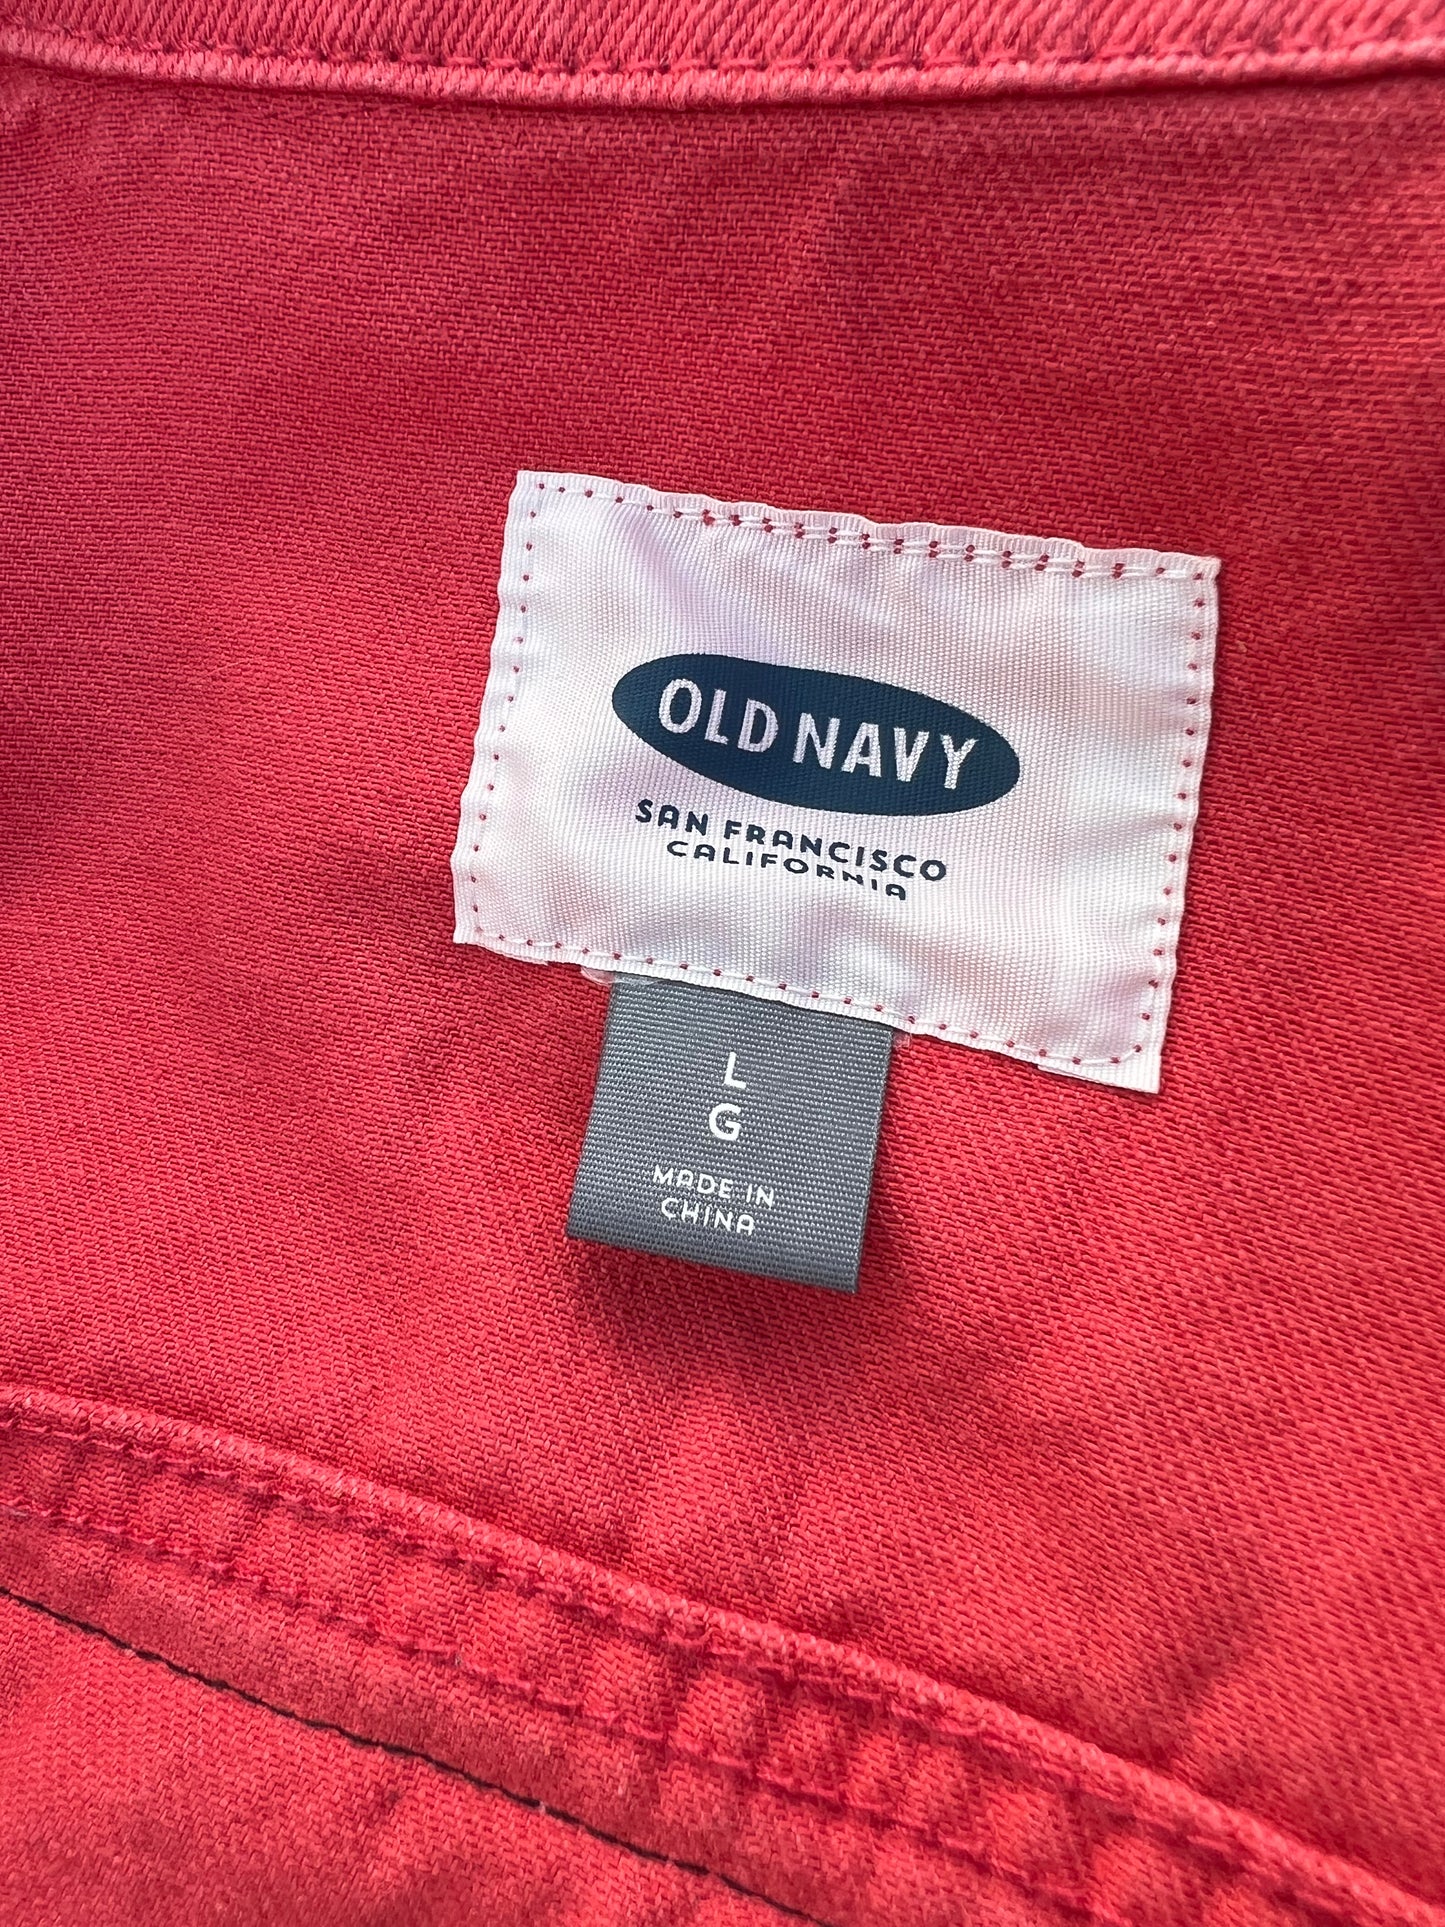 OLD NAVY
SAN FRANCISCO
CALIFORNIA
L
G
MADE IN
CHINA